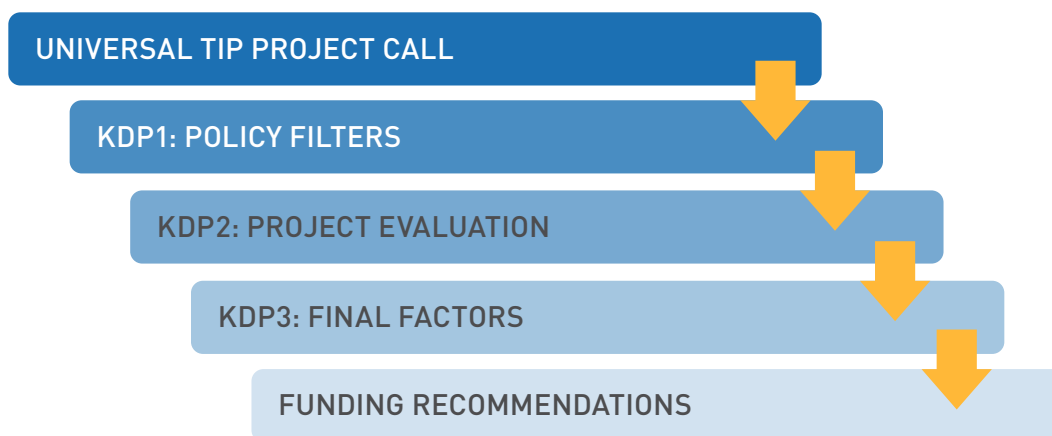 UNIVERSAL TIP PROJECT CALL
KDP1: POLICY FILTERS
KDP2: PROJECT EVALUATION
KDP3: FINAL FACTORS
FUNDING RECOMMENDATIONS